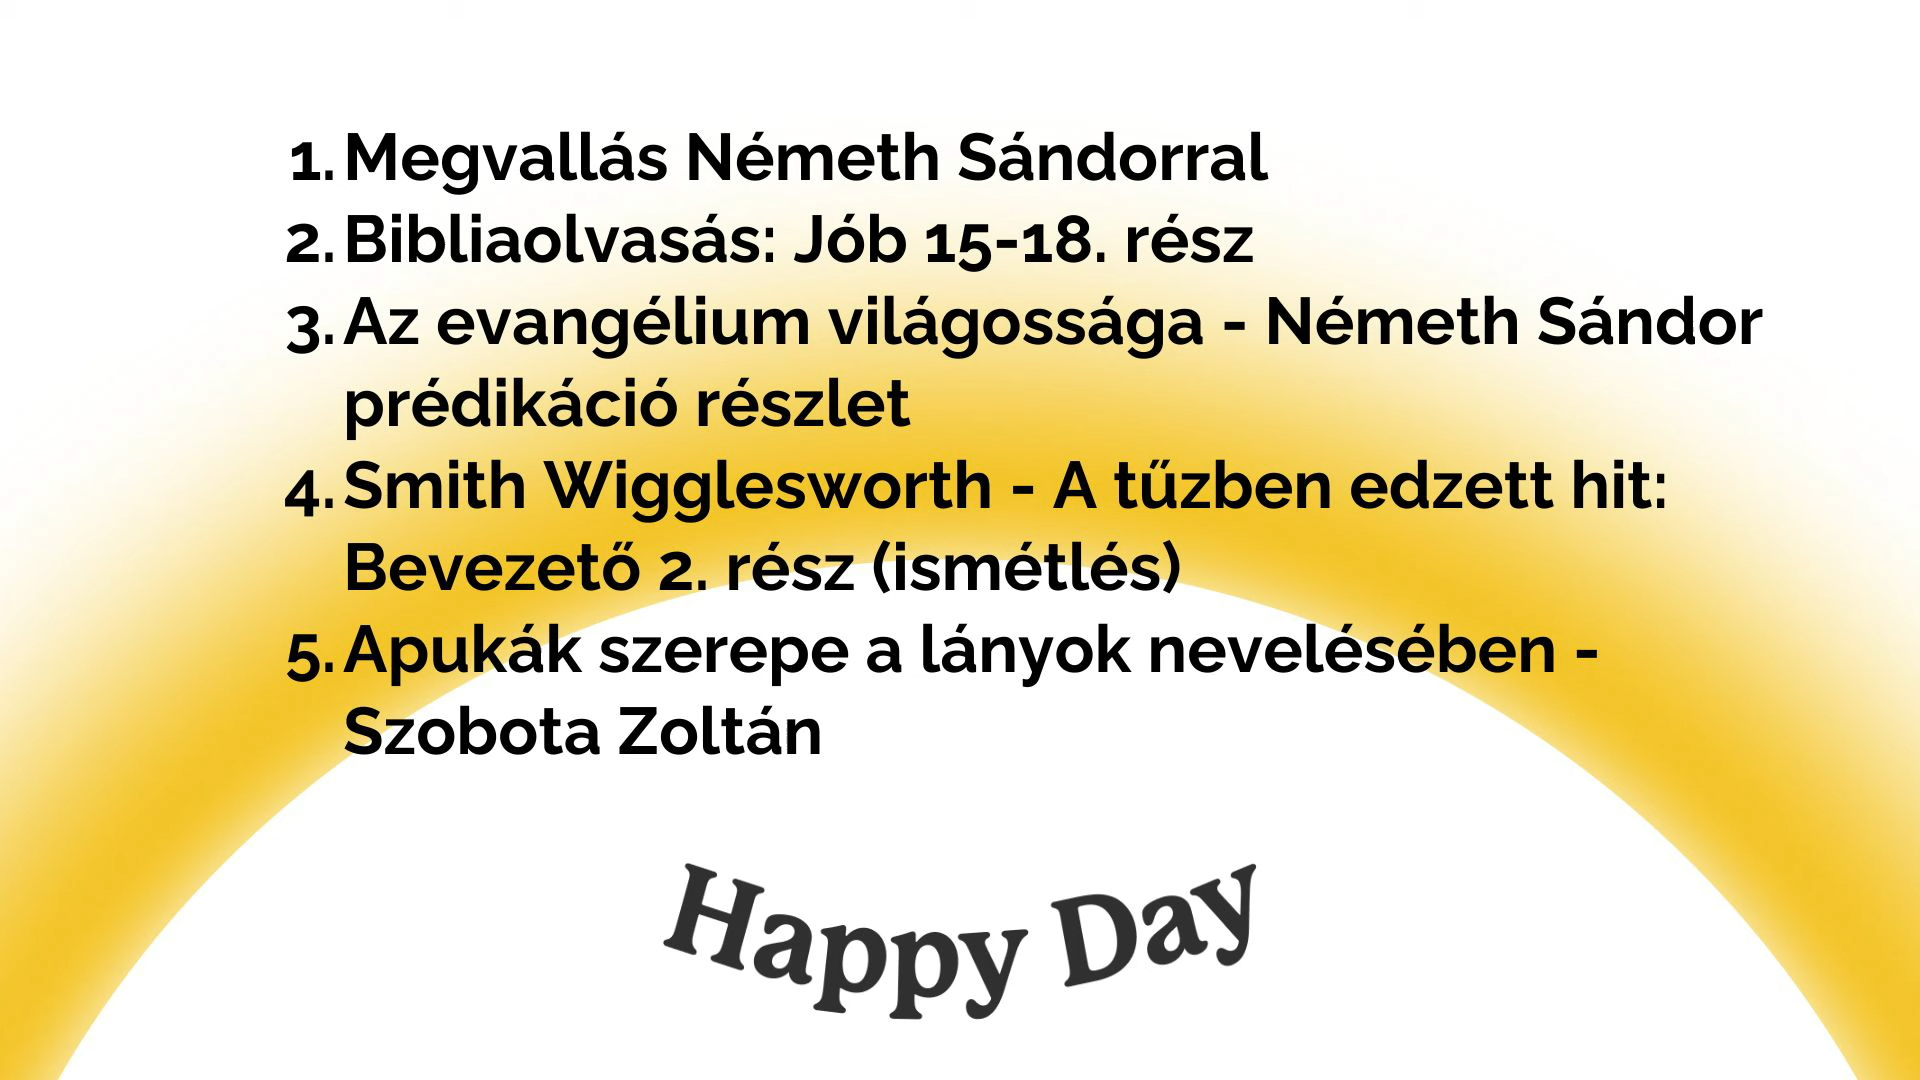 1. Megvallás Németh Sándorral
2. Bibliaolvasás: Jób 15-18. rész
3. Az evangélium világossága - Németh Sándor
prédikáció részlet
4. Smith Wigglesworth - A tűzben edzett hit:
Bevezető 2. rész (ismétlés)
5. Apukák szerepe a lányok nevelésében -
Szobota Zoltán
Happy Day